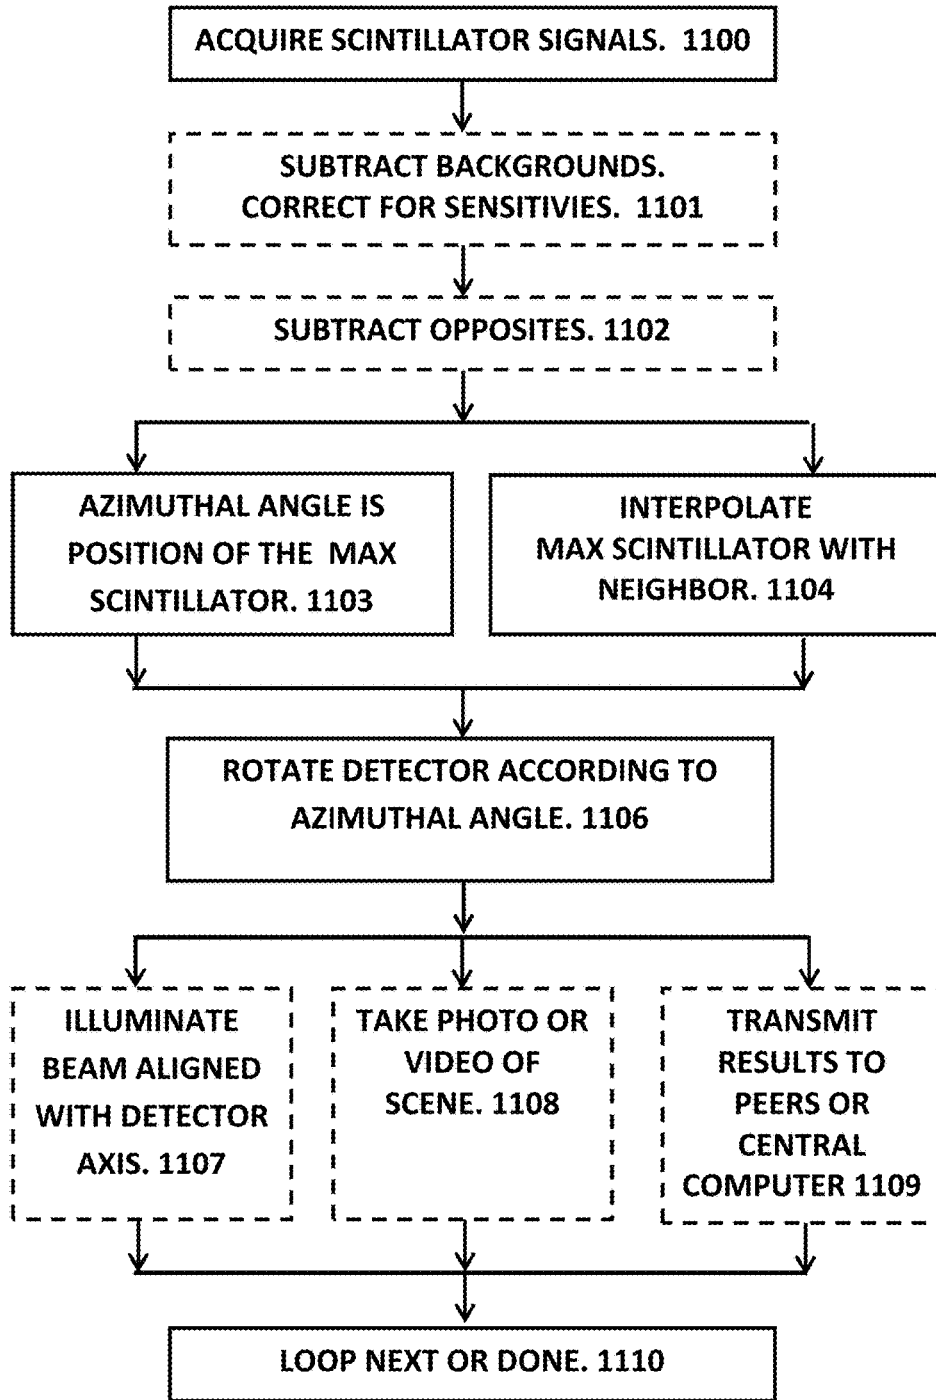 ACQUIRE SCINTILLATOR SIGNALS. 1100
SUBTRACT BACKGROUNDS.
CORRECT FOR SENSITIVIES. 1101
SUBTRACT OPPOSITES. 1102
AZIMUTHAL ANGLE IS
POSITION OF THE MAX
SCINTILLATOR. 1103
INTERPOLATE
MAX SCINTILLATOR WITH
NEIGHBOR. 1104
ROTATE DETECTOR ACCORDING TO
AZIMUTHAL ANGLE. 1106
ILLUMINATE
BEAM ALIGNED
WITH DETECTOR
AXIS. 1107
TAKE PHOTO OR
VIDEO OF
SCENE. 1108
TRANSMIT
RESULTS TO
PEERS OR
CENTRAL
COMPUTER 1109
LOOP NEXT OR DONE. 1110